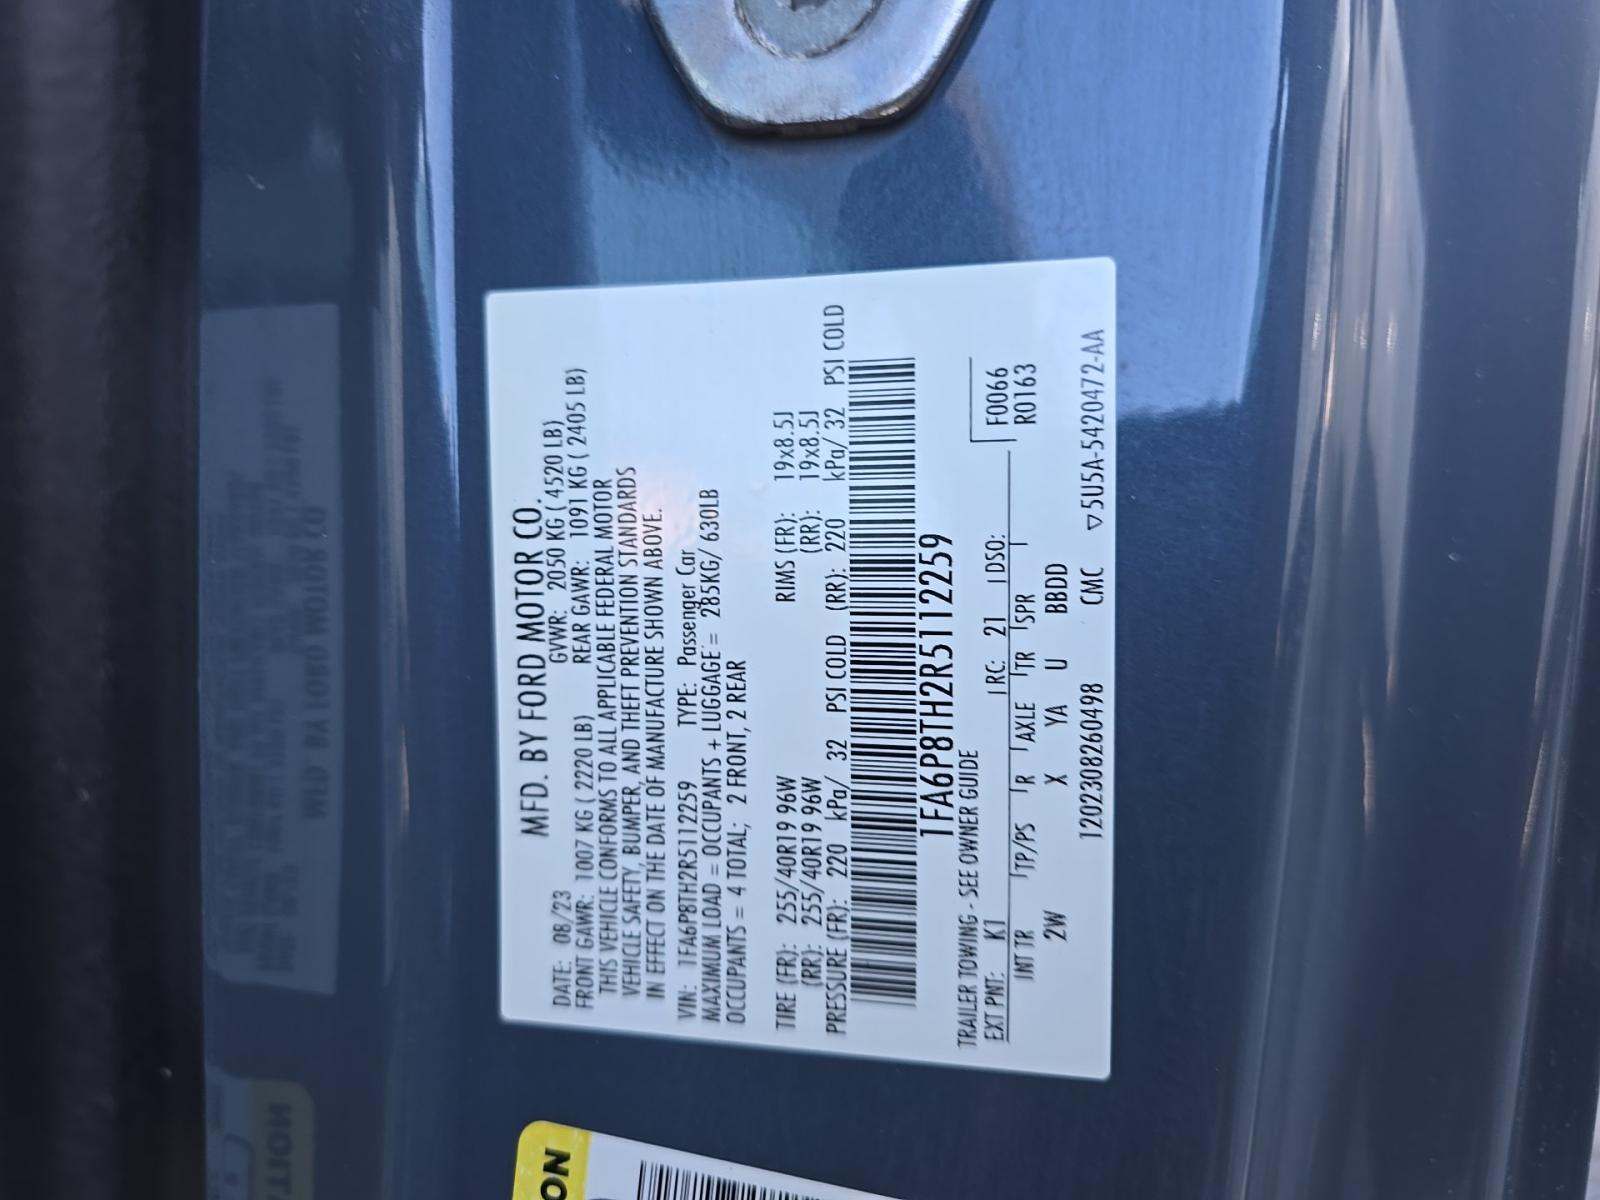 MFD. BY FORD MOTOR CO.
DATE: 08/23 GVWR: 2050 KG ( 4520 LB)
FRONT GAWR: 1007 KG ( 2220 LB) REAR GAWR: 1091 KG ( 2405 LB)
THIS VEHICLE CONFORMS TO ALL APPLICABLE FEDERAL MOTOR
VEHICLE SAFETY, BUMPER, AND THEFT PREVENTION STANDARDS
IN EFFECT ON THE DATE OF MANUFACTURE SHOWN ABOVE.
VIN: 1FA6P8TH2R5112259 TYPE: Passenger Car
MAXIMUM LOAD = OCCUPANTS + LUGGAGE = 285KG/ 630LB
OCCUPANTS = 4 TOTAL; 2 FRONT, 2 REAR
TIRE (FR): 255/40R19 96W RIMS (FR): 19x8.5J
(RR): 255/40R19 96W (RR): 19x8.5J
PRESSURE (FR): 220 kPa/ 32 PSI COLD (RR): 220 kPa/ 32 PSI COLD
1FA6P8TH2R5112259
TRAILER TOWING - SEE OWNER GUIDE
EXT PNT: K1 RC: 21 DSO: F0066
INT TR TP/PS R AXLE TR SPR R0163
2W X YA U BBDD
1202308260498 CMC ▽5U5A-5420472-AA